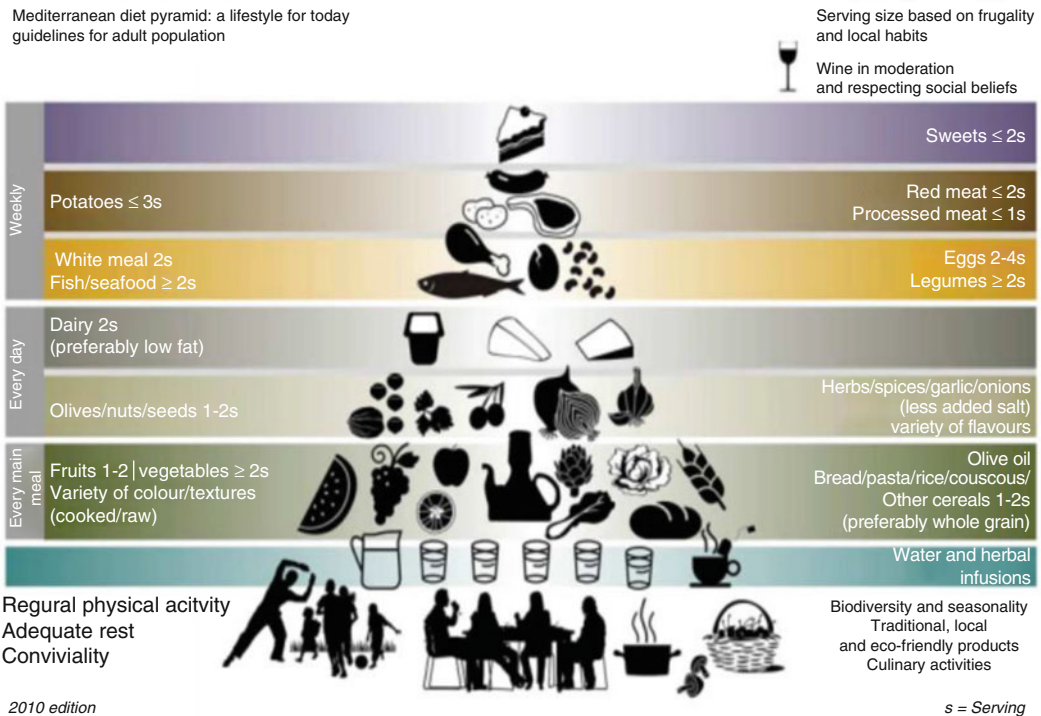 Mediterranean diet pyramid: a lifestyle for today
guidelines for adult population
Serving size based on frugality
and local habits
Wine in moderation
and respecting social beliefs
Weekly
Sweets ≤ 2s
Potatoes ≤ 3s
Red meat ≤ 2s
Processed meat ≤ 1s
White meal 2s
Fish/seafood ≥ 2s
Eggs 2-4s
Legumes ≥ 2s
Every day
Dairy 2s
(preferably low fat)
Olives/nuts/seeds 1-2s
Herbs/spices/garlic/onions
(less added salt)
variety of flavours
Every main
meal
Fruits 1-2|vegetables ≥ 2s
Variety of colour/textures
(cooked/raw)
Olive oil
Bread/pasta/rice/couscous/
Other cereals 1-2s
(preferably whole grain)
Water and herbal
infusions
Regural physical acitvity
Adequate rest
Conviviality
Biodiversity and seasonality
Traditional, local
and eco-friendly products
Culinary activities
2010 edition
s = Serving